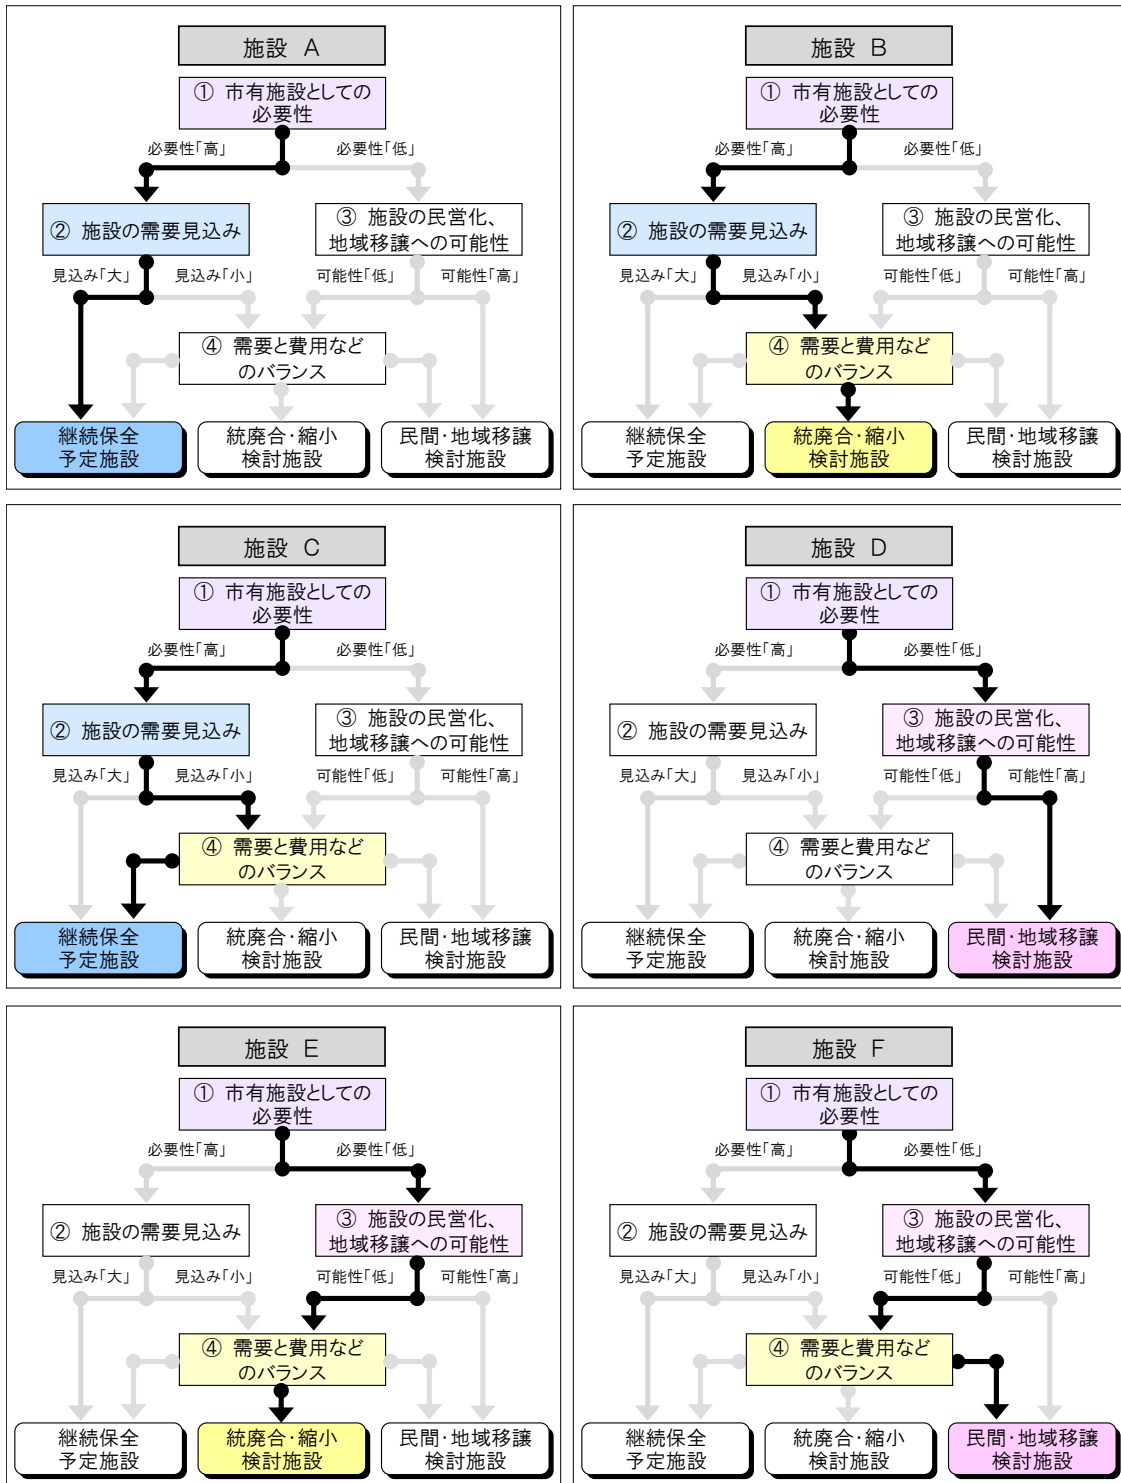 施設 A
① 市有施設としての
必要性
必要性「高」
必要性「低」
② 施設の需要見込み
③ 施設の民営化、
地域移譲への可能性
見込み「大」
見込み「小」
可能性「低」
可能性「高」
④ 需要と費用など
のバランス
継続保全
予定施設
統廃合・縮小
検討施設
民間・地域移譲
検討施設
施設 B
① 市有施設としての
必要性
必要性「高」
必要性「低」
② 施設の需要見込み
③ 施設の民営化、
地域移譲への可能性
見込み「大」
見込み「小」
可能性「低」
可能性「高」
④ 需要と費用など
のバランス
継続保全
予定施設
統廃合・縮小
検討施設
民間・地域移譲
検討施設
施設 C
① 市有施設としての
必要性
必要性「高」
必要性「低」
② 施設の需要見込み
③ 施設の民営化、
地域移譲への可能性
見込み「大」
見込み「小」
可能性「低」
可能性「高」
④ 需要と費用など
のバランス
継続保全
予定施設
統廃合・縮小
検討施設
民間・地域移譲
検討施設
施設 D
① 市有施設としての
必要性
必要性「高」
必要性「低」
② 施設の需要見込み
③ 施設の民営化、
地域移譲への可能性
見込み「大」
見込み「小」
可能性「低」
可能性「高」
④ 需要と費用など
のバランス
継続保全
予定施設
統廃合・縮小
検討施設
民間・地域移譲
検討施設
施設 E
① 市有施設としての
必要性
必要性「高」
必要性「低」
② 施設の需要見込み
③ 施設の民営化、
地域移譲への可能性
見込み「大」
見込み「小」
可能性「低」
可能性「高」
④ 需要と費用など
のバランス
継続保全
予定施設
統廃合・縮小
検討施設
民間・地域移譲
検討施設
施設 F
① 市有施設としての
必要性
必要性「高」
必要性「低」
② 施設の需要見込み
③ 施設の民営化、
地域移譲への可能性
見込み「大」
見込み「小」
可能性「低」
可能性「高」
④ 需要と費用など
のバランス
継続保全
予定施設
統廃合・縮小
検討施設
民間・地域移譲
検討施設